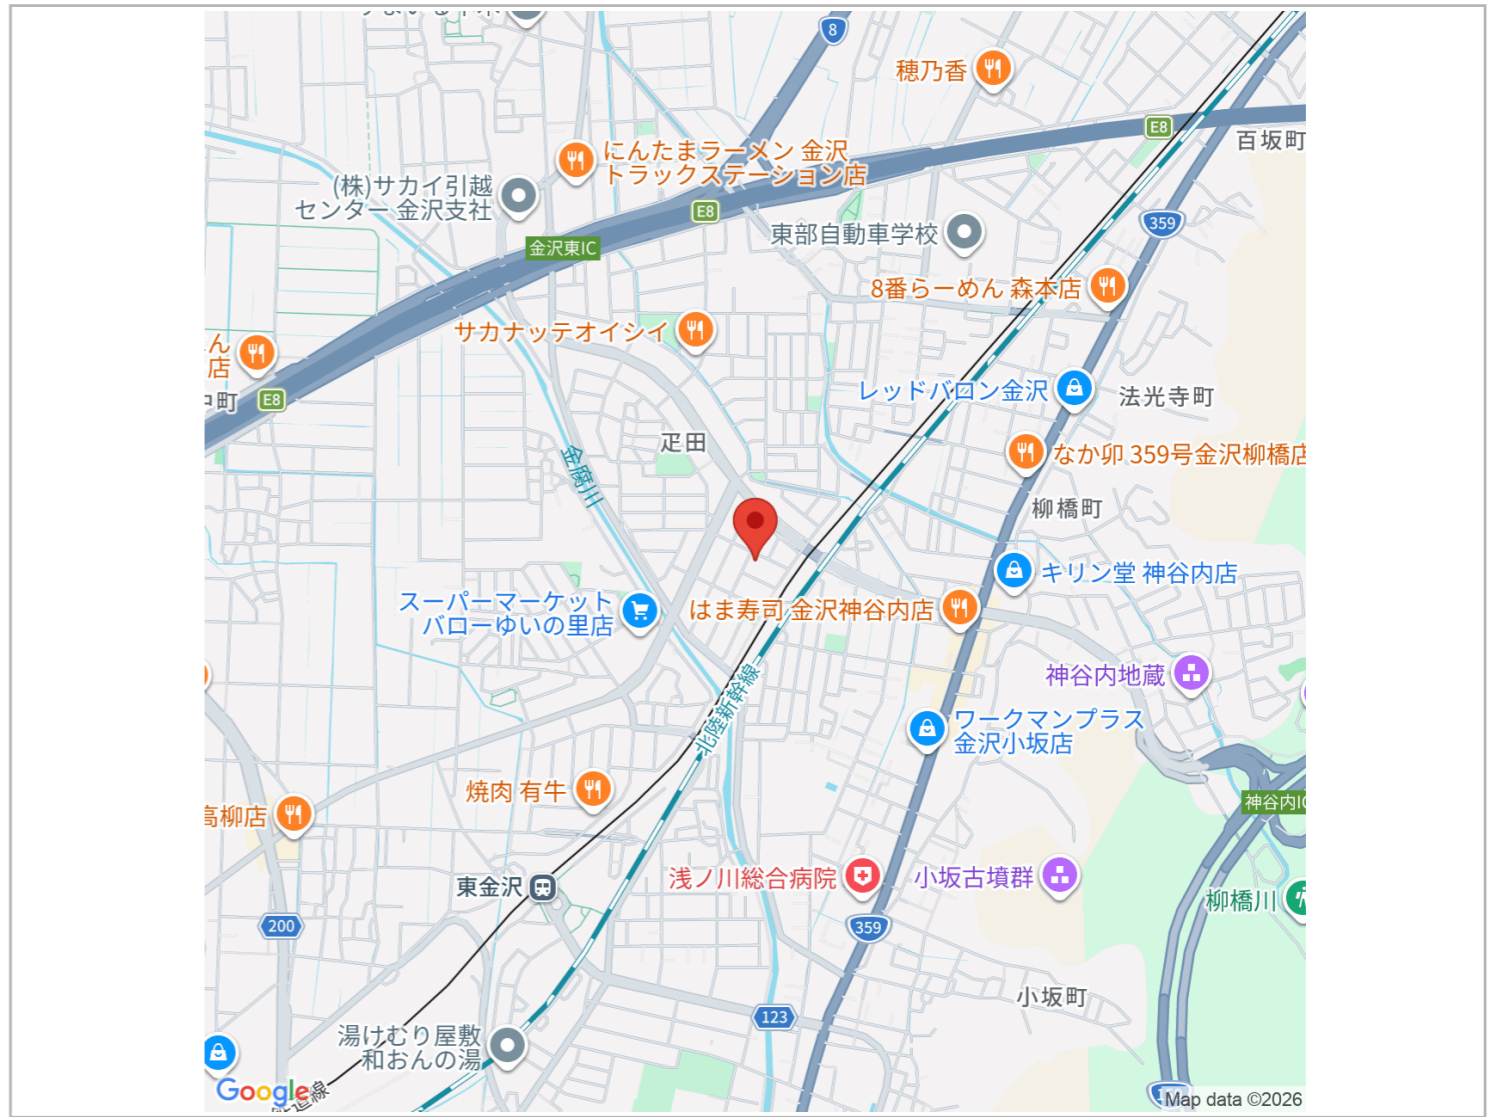 8
穂乃香
E8
百坂町
にんたまラーメン 金沢
トラックステーション店
(株)サカイ引越
センター 金沢支社
E8
359
東部自動車学校
金沢東IC
8番らーめん 森本店
サカナッテオイシイ
ん
店
レッドバロン金沢
法光寺町
中町
E8
疋田
なか卯 359号金沢柳橋店
金腐川
柳橋町
キリン堂 神谷内店
スーパーマーケット
バローゆいの里店
はま寿司 金沢神谷内店
神谷内地蔵
北陸新幹線
ワークマンプラス
金沢小坂店
焼肉 有牛
高柳店
神谷内IC
浅ノ川総合病院
小坂古墳群
東金沢
柳橋川
200
359
小坂町
123
湯けむり屋敷
和おんの湯
Google
道線
Map data ©2026